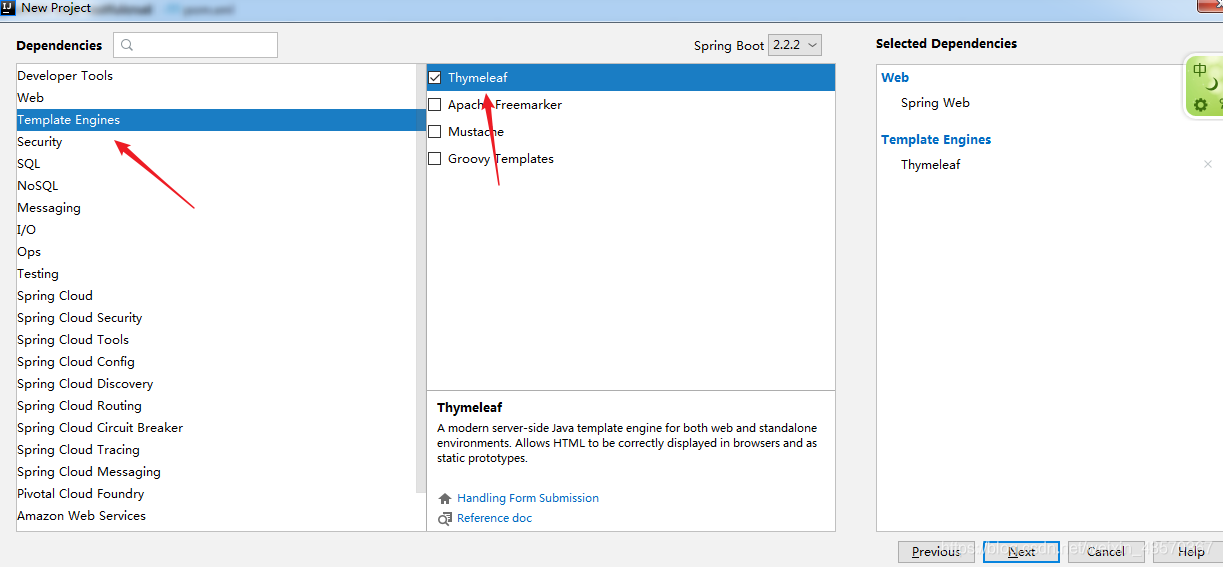 New Project
Dependencies
Spring Boot 2.2.2
Selected Dependencies
Developer Tools
Web
Template Engines
Security
SQL
NoSQL
Messaging
I/O
Ops
Testing
Spring Cloud
Spring Cloud Security
Spring Cloud Tools
Spring Cloud Config
Spring Cloud Discovery
Spring Cloud Routing
Spring Cloud Circuit Breaker
Spring Cloud Tracing
Spring Cloud Messaging
Pivotal Cloud Foundry
Amazon Web Services
Thymeleaf
Apache Freemarker
Mustache
Groovy Templates
Thymeleaf
A modern server-side Java template engine for both web and standalone
environments. Allows HTML to be correctly displayed in browsers and as
static prototypes.
Handling Form Submission
Reference doc
Web
Spring Web
Template Engines
Thymeleaf
中
Previous
Next
Cancel
Help